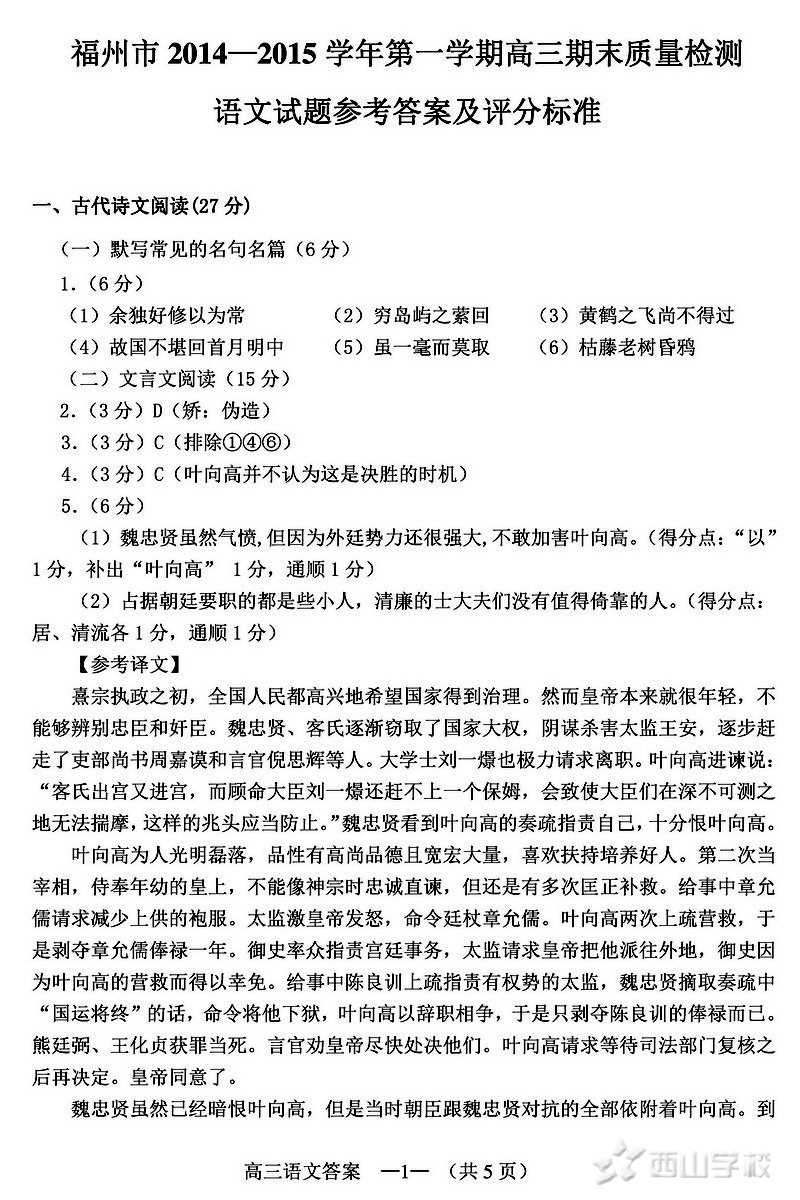 福州市 2014—2015 学年第一学期高三期末质量检测
语文试题参考答案及评分标准
一、古代诗文阅读(27 分)
（一）默写常见的名句名篇（6 分）
1.（6 分）
（1）余独好修以为常 （2）穷岛屿之萦回 （3）黄鹤之飞尚不得过
（4）故国不堪回首月明中 （5）虽一毫而莫取 （6）枯藤老树昏鸦
（二）文言文阅读（15 分）
2.（3 分）D（矫：伪造）
3.（3 分）C（排除①④⑥）
4.（3 分）C（叶向高并不认为这是决胜的时机）
5.（6 分）
（1）魏忠贤虽然气愤,但因为外廷势力还很强大,不敢加害叶向高。（得分点：“以”
1 分，补出“叶向高” 1 分，通顺 1 分）
（2）占据朝廷要职的都是些小人，清廉的士大夫们没有值得倚靠的人。（得分点：
居、清流各 1 分，通顺 1 分）
【参考译文】
熹宗执政之初，全国人民都高兴地希望国家得到治理。然而皇帝本来就很年轻，不
能够辨别忠臣和奸臣。魏忠贤、客氏逐渐窃取了国家大权，阴谋杀害太监王安，逐步赶
走了吏部尚书周嘉谟和言官倪思辉等人。大学士刘一燝也极力请求离职。叶向高进谏说：
“客氏出宫又进宫，而顾命大臣刘一燝还赶不上一个保姆，会致使大臣们在深不可测之
地无法揣摩，这样的兆头应当防止。”魏忠贤看到叶向高的奏疏指责自己，十分恨叶向高。
叶向高为人光明磊落，品性有高尚品德且宽宏大量，喜欢扶持培养好人。第二次当
宰相，侍奉年幼的皇上，不能像神宗时忠诚直谏，但还是有多次匡正补救。给事中章允
儒请求减少上供的袍服。太监激皇帝发怒，命令廷杖章允儒。叶向高两次上疏营救，于
是剥夺章允儒俸禄一年。御史率众指责宫廷事务，太监请求皇帝把他派往外地，御史因
为叶向高的营救而得以幸免。给事中陈良训上疏指责有权势的太监，魏忠贤摘取奏疏中
“国运将终”的话，命令将他下狱，叶向高以辞职相争，于是只剥夺陈良训的俸禄而已。
熊廷弼、王化贞获罪当死。言官劝皇帝尽快处决他们。叶向高请求等待司法部门复核之
后再决定。皇帝同意了。
魏忠贤虽然已经暗恨叶向高，但是当时朝臣跟魏忠贤对抗的全部依附着叶向高。到
高三语文答案 —1— （共 5 页）
西山学校